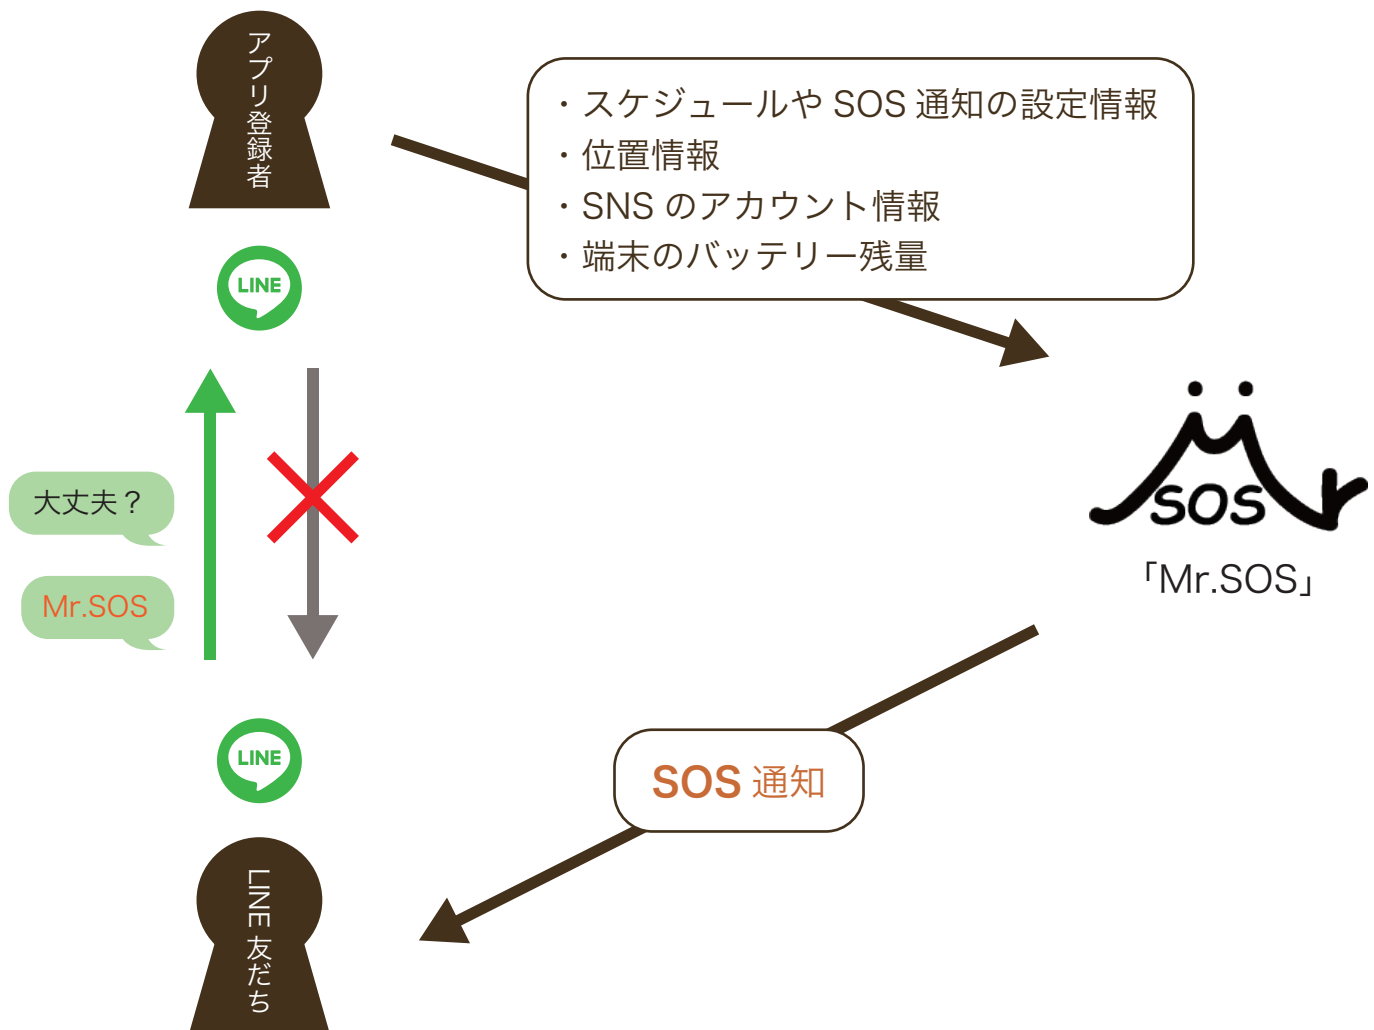 アプリ登録者
・スケジュールや SOS 通知の設定情報
・位置情報
・SNS のアカウント情報
・端末のバッテリー残量
LINE
大丈夫？
Mr.SOS
Mr
SOS
「Mr.SOS」
LINE
SOS 通知
LINE 友だち